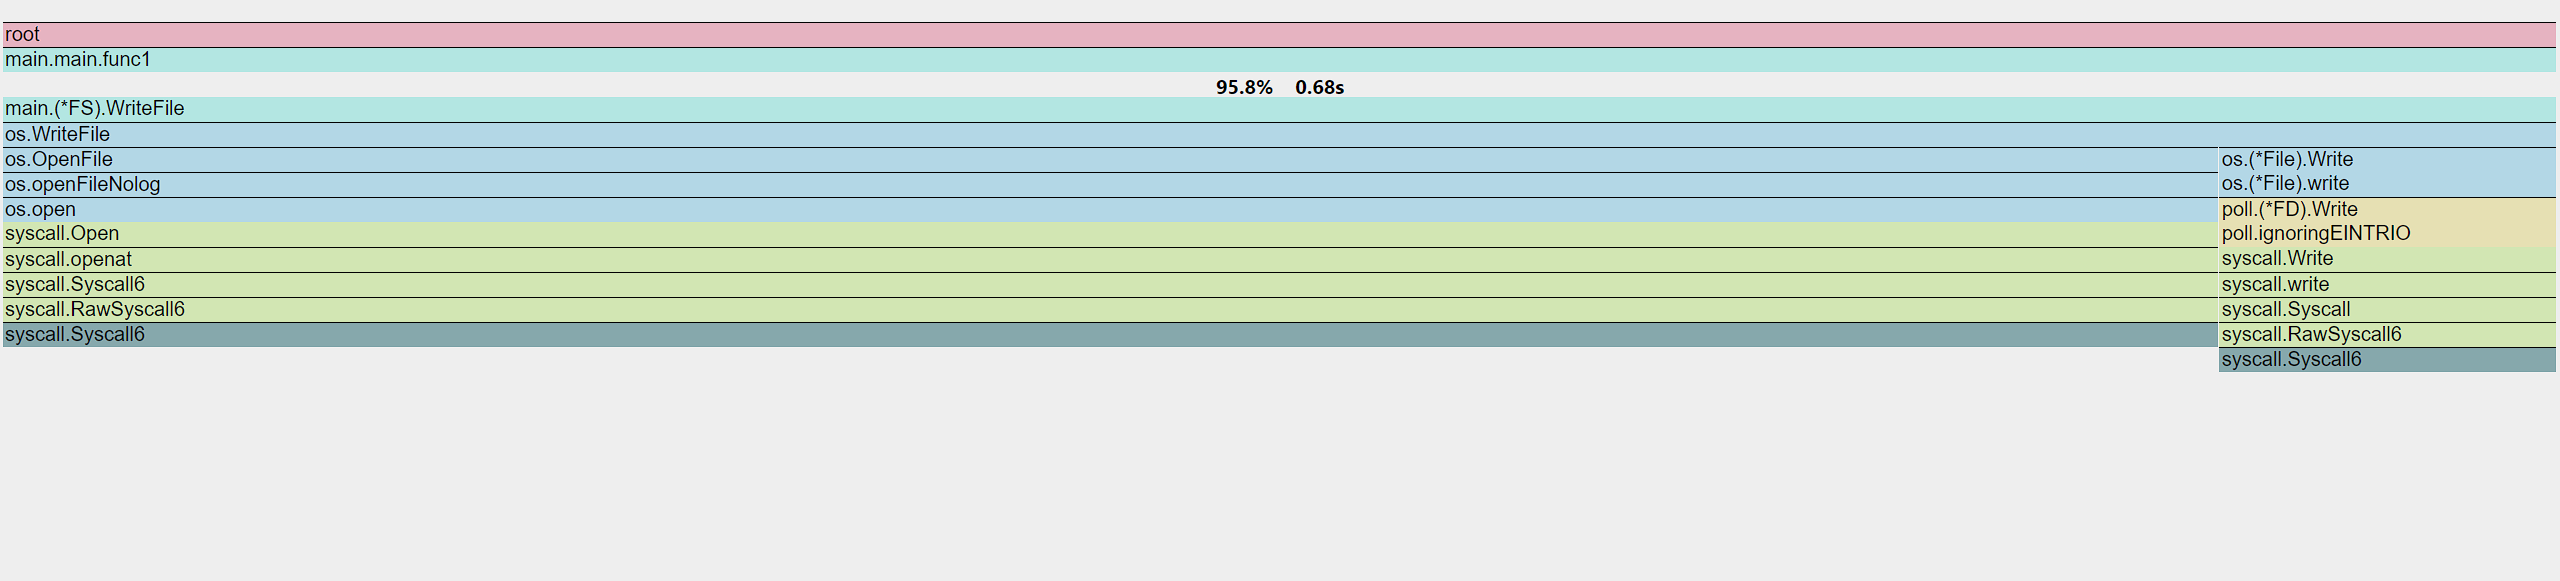 root
main.main.func1
95.8% 0.68s
main.(*FS).WriteFile
os.WriteFile
os.OpenFile os.(*File).Write
os.openFileNolog os.(*File).write
os.open poll.(*FD).Write
syscall.Open poll.ignoringEINTRIO
syscall.openat syscall.Write
syscall.Syscall6 syscall.write
syscall.RawSyscall6 syscall.Syscall
syscall.Syscall6 syscall.RawSyscall6
syscall.Syscall6